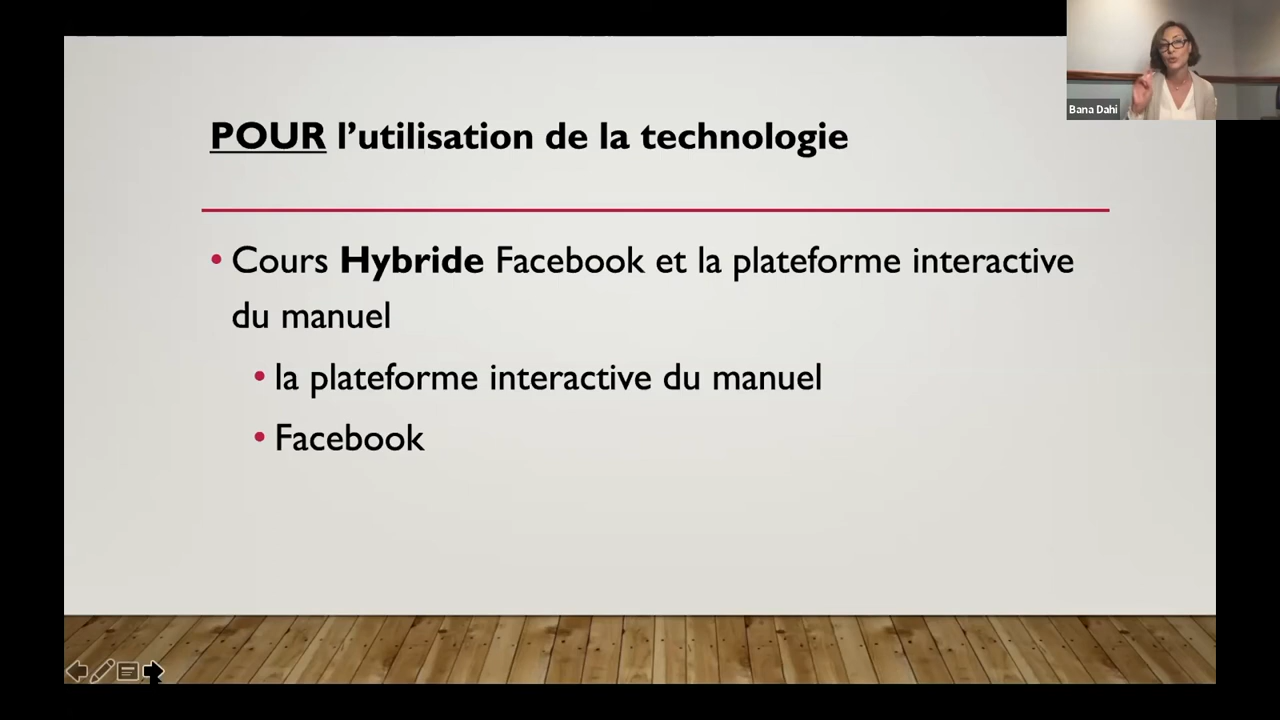 Bana Dahi
POUR l’utilisation de la technologie
• Cours Hybride Facebook et la plateforme interactive
du manuel
• la plateforme interactive du manuel
• Facebook